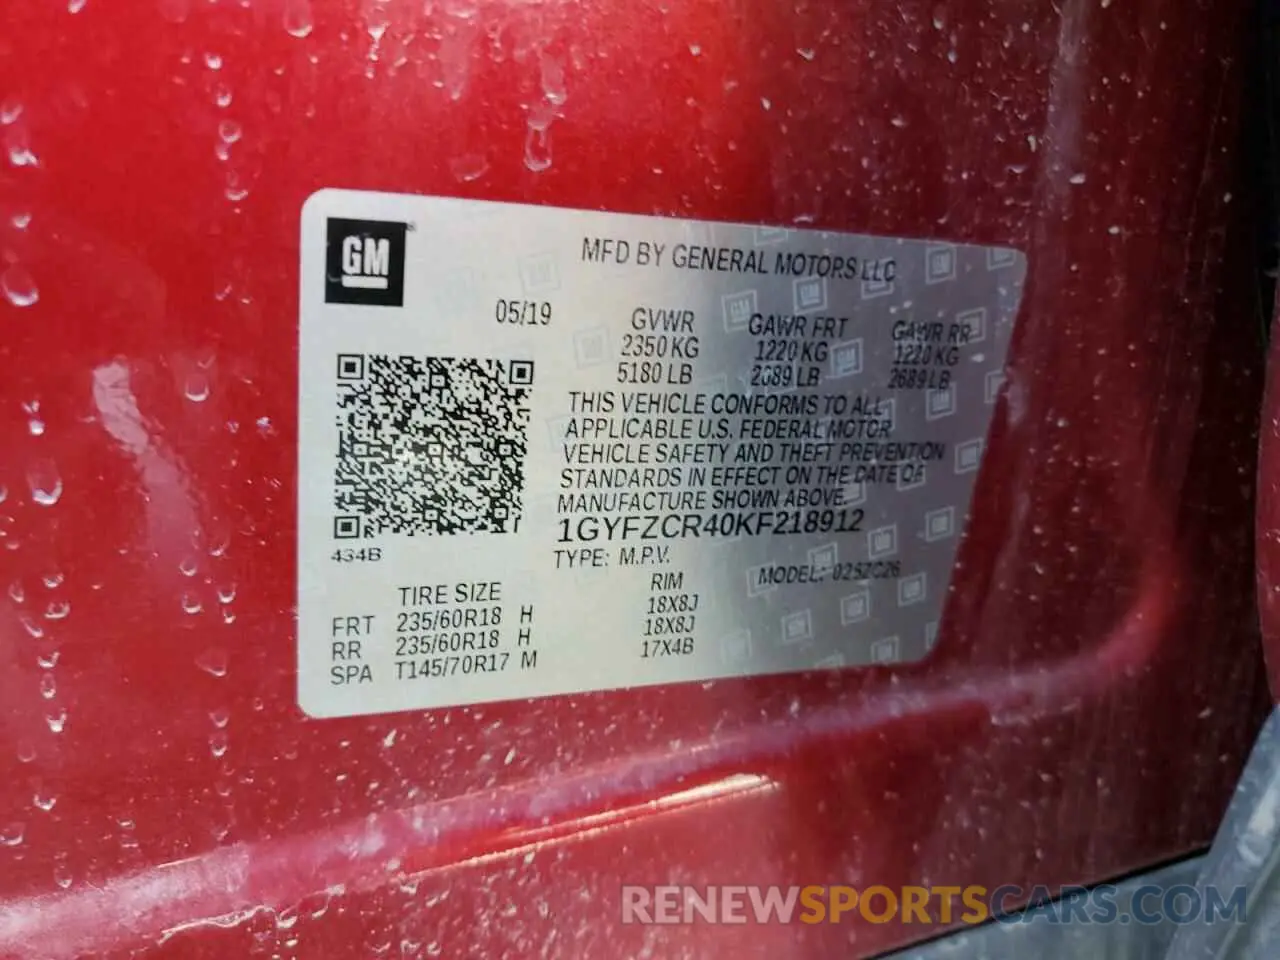 GM
MFD BY GENERAL MOTORS LLC
05/19
GVWR GAWR FRT GAWR RR
2350 KG 1220 KG 1220 KG
5180 LB 2689 LB 2689 LB
THIS VEHICLE CONFORMS TO ALL
APPLICABLE U.S. FEDERAL MOTOR
VEHICLE SAFETY AND THEFT PREVENTION
STANDARDS IN EFFECT ON THE DATE OF
MANUFACTURE SHOWN ABOVE.
1GYFZCR40KF218912
434B
TYPE: M.P.V.
MODEL:
TIRE SIZE RIM
FRT 235/60R18 H 18X8J
RR 235/60R18 H 18X8J
SPA T145/70R17 M 17X4B
RENEWSPORTSCARS.COM